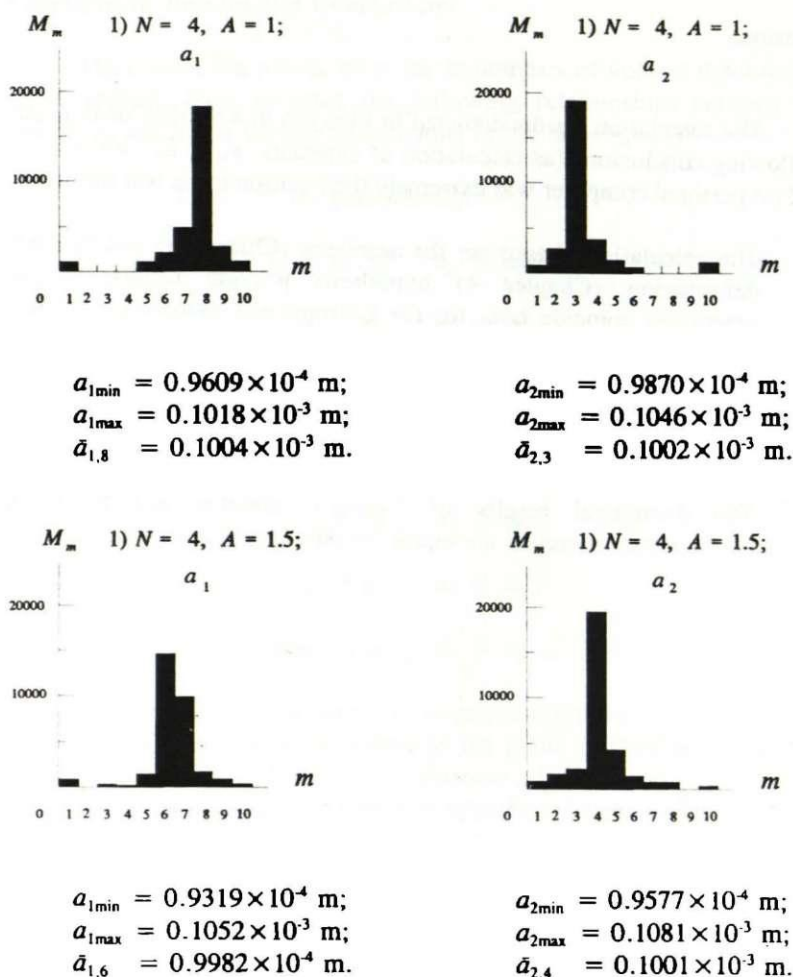 M_m 1) N = 4, A = 1;
a_1
20000
10000
m
0 1 2 3 4 5 6 7 8 9 10
a_1min = 0.9609×10^-4 m;
a_1max = 0.1018×10^-3 m;
ā_1,8 = 0.1004×10^-3 m.
M_m 1) N = 4, A = 1;
a_2
20000
10000
m
0 1 2 3 4 5 6 7 8 9 10
a_2min = 0.9870×10^-4 m;
a_2max = 0.1046×10^-3 m;
ā_2,3 = 0.1002×10^-3 m.
M_m 1) N = 4, A = 1.5;
a_1
20000
10000
m
0 1 2 3 4 5 6 7 8 9 10
a_1min = 0.9319×10^-4 m;
a_1max = 0.1052×10^-3 m;
ā_1,6 = 0.9982×10^-4 m.
M_m 1) N = 4, A = 1.5;
a_2
20000
10000
m
0 1 2 3 4 5 6 7 8 9 10
a_2min = 0.9577×10^-4 m;
a_2max = 0.1081×10^-3 m;
ā_2,4 = 0.1001×10^-3 m.